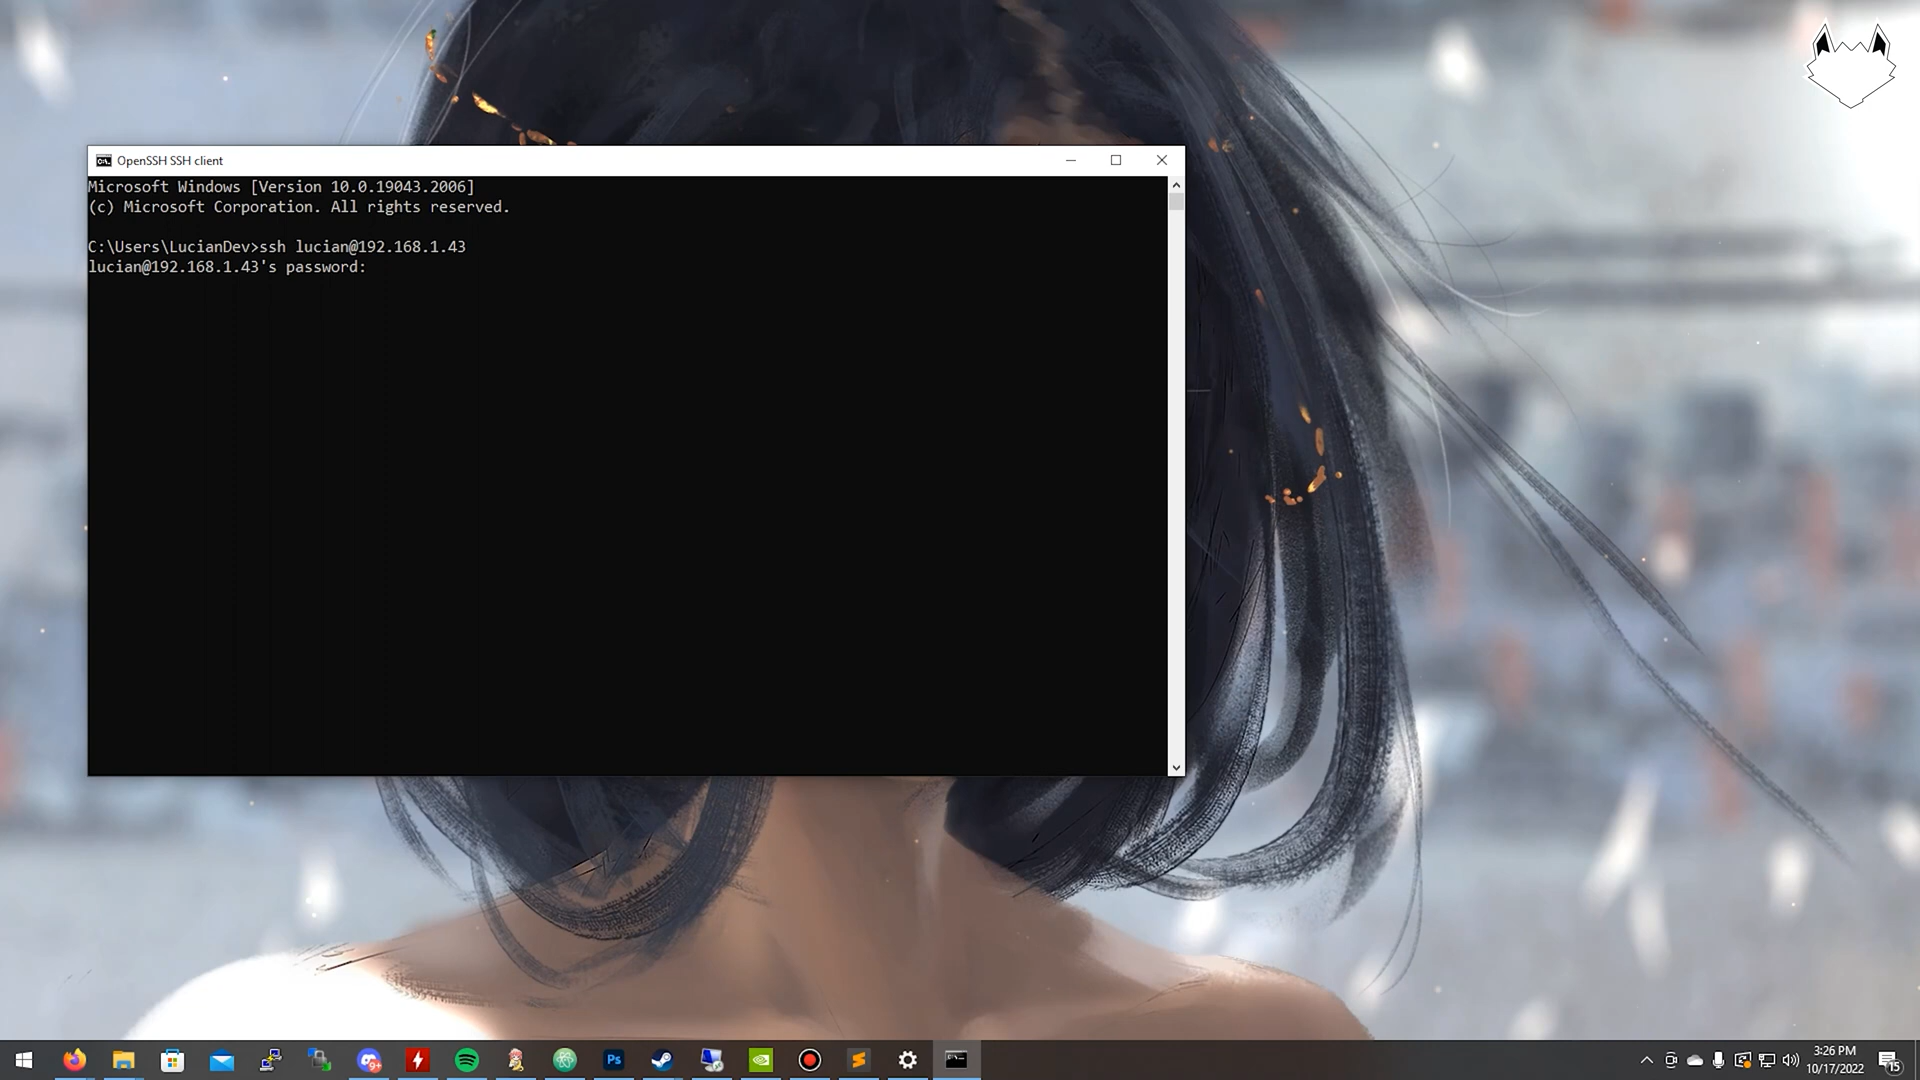 OpenSSH SSH client
Microsoft Windows [Version 10.0.19043.2006]
(c) Microsoft Corporation. All rights reserved.
C:\Users\LucianDev>ssh lucian@192.168.1.43
lucian@192.168.1.43's password:
9+
Ps
3:26 PM
10/17/2022
15